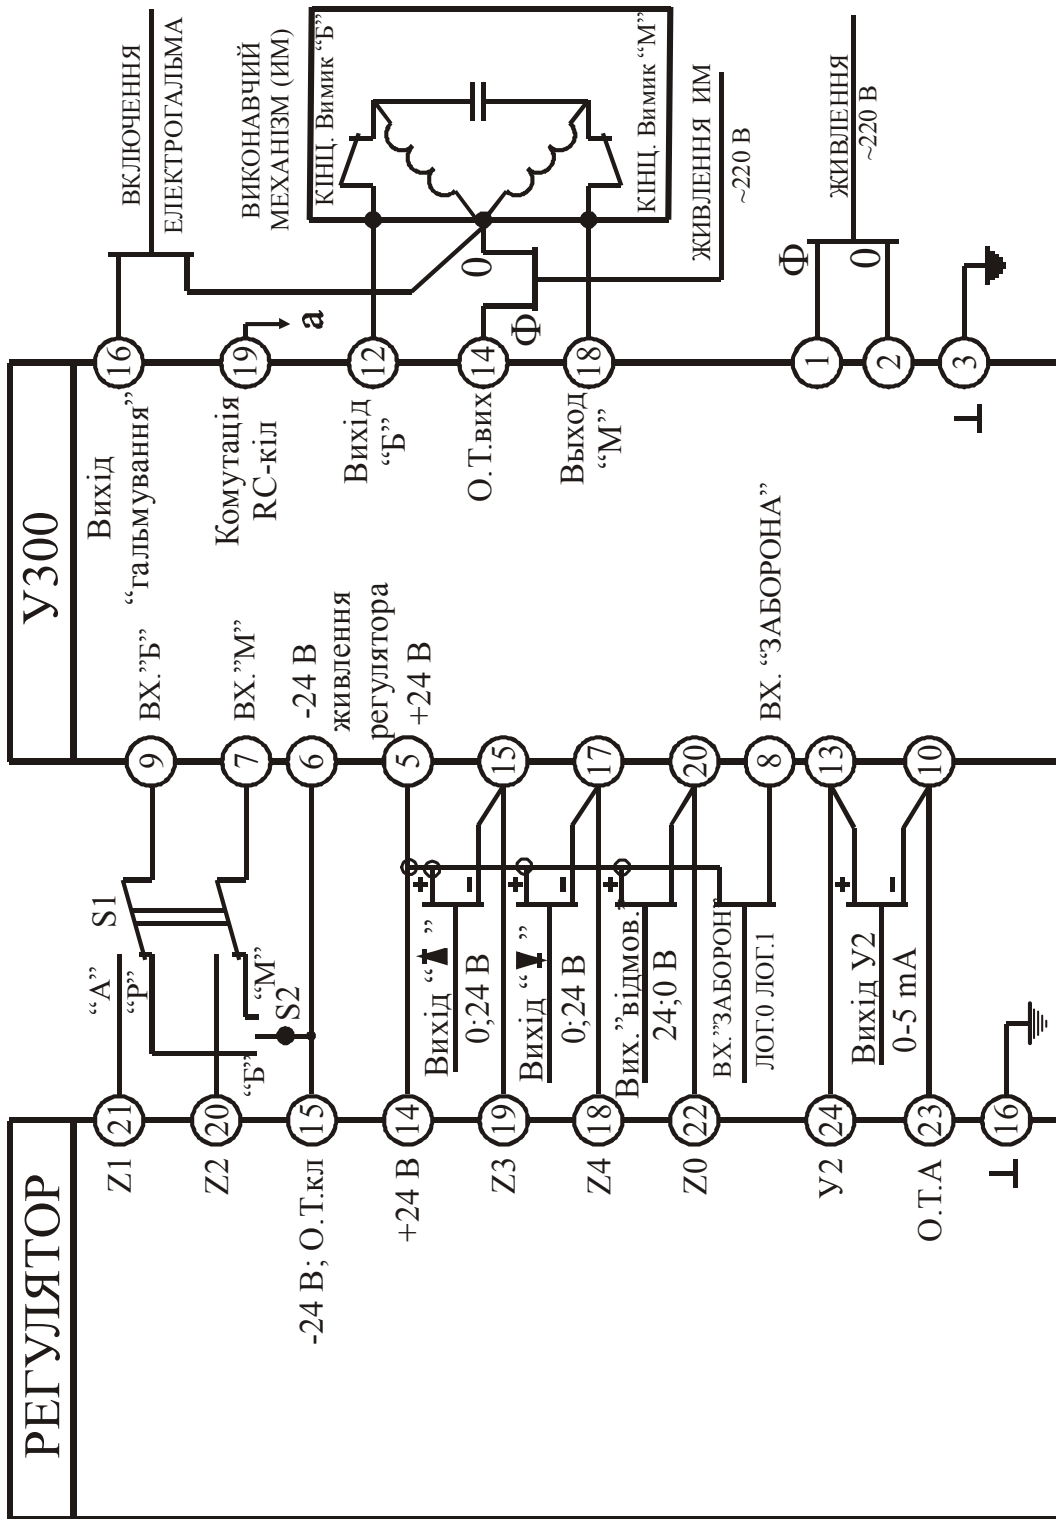 РЕГУЛЯТОР
У300
Z1
21
Z2
20
-24 В; О.Т.кл
15
+24 В
14
Z3
19
Z4
18
Z0
22
У2
24
О.Т.А
23
16
“А”
“Р”
S1
“М”
S2
“Б”
Вихід “ ”
0;24 В
Вихід “ ”
0;24 В
Вих.”відмов.”
24;0 В
ВХ.”ЗАБОРОН”
ЛОГ.0 ЛОГ.1
Вихід У2
0-5 mA
+
-
+
-
+
+
-
9
ВХ.”Б”
7
ВХ.”М”
6
-24 В
живлення
регулятора
5
+24 В
15
17
20
8
ВХ. “ЗАБОРОНА”
13
10
Вихід
“гальмування”
16
Комутація
RC-кіл
19
а
Вихід
“Б”
12
О.Т.вих
14
Выход
“М”
18
1
2
3
ВКЛЮЧЕННЯ
ЕЛЕКТРОГАЛЬМА
ВИКОНАВЧИЙ
МЕХАНІЗМ (ИМ)
КІНЦ. Вимик “Б”
КІНЦ. Вимик “М”
0
Ф
ЖИВЛЕННЯ ИМ
~220 В
Ф
0
ЖИВЛЕННЯ
~220 В